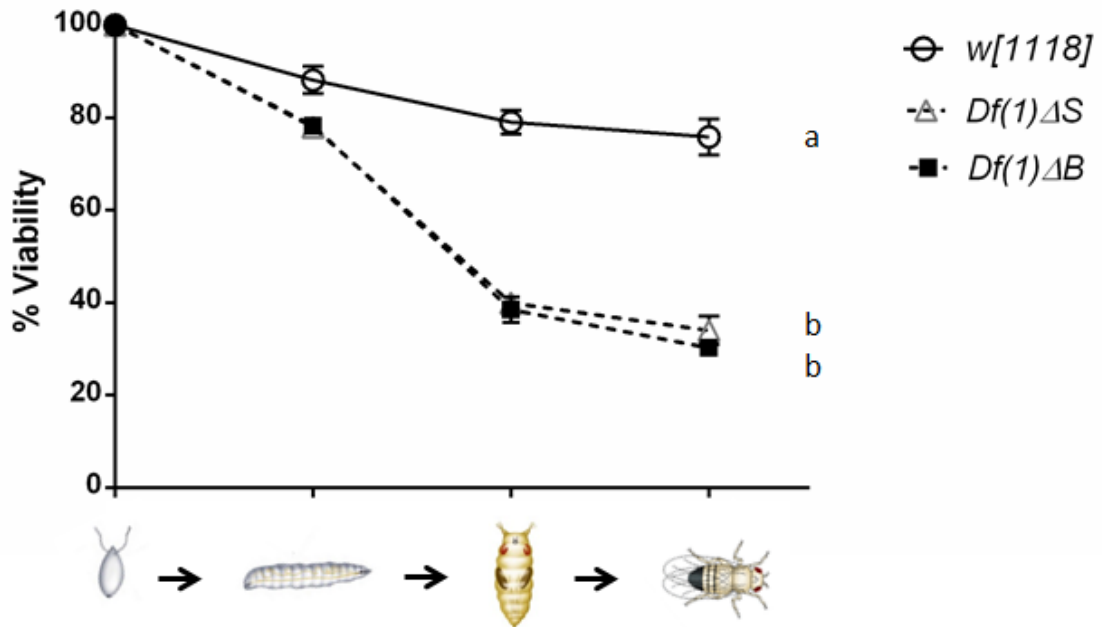 100
80
60
40
20
0
% Viability
a
b
b
w[1118]
Df(1)ΔS
Df(1)ΔB